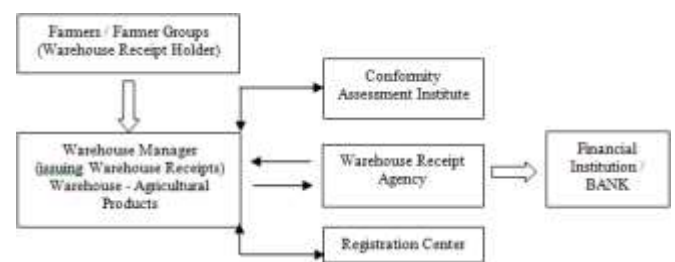 Farmers / Farmer Groups
(Warehouse Receipt Holder)
Conformity
Assessment Institute
Warehouse Manager
(issuing Warehouse Receipts)
Warehouse - Agricultural
Products
Warehouse Receipt
Agency
Financial
Institution /
BANK
Registration Center